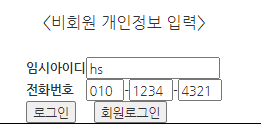 <비회원 개인정보 입력>
임시아이디 hs
전화번호 010 - 1234 - 4321
로그인 회원로그인